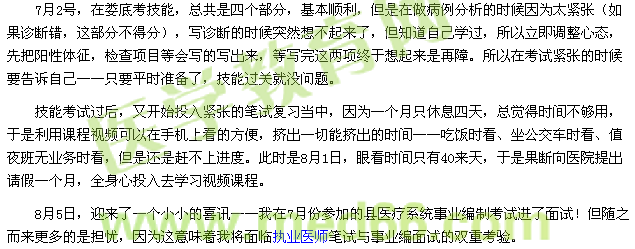 7月2号，在娄底考技能，总共是四个部分，基本顺利，但是在做病例分析的时候因为太紧张（如
果诊断错，这部分不得分），写诊断的时候突然想不起来了，但知道自己学过，所以立即调整心态，
先把阳性体征，检查项目等会写的写出来，等写完这两项终于想起来是再障。所以在考试紧张的时候
要告诉自己——只要平时准备了，技能过关就没问题。
技能考试过后，又开始投入紧张的笔试复习当中，因为一个月只休息四天，总觉得时间不够用，
于是利用课程视频可以在手机上看的方便，挤出一切能挤出的时间——吃饭时看、坐公交车时看、值
夜班无业务时看，但是还是赶不上进度。此时是8月1日，眼看时间只有40来天，于是果断向医院提出
请假一个月，全身心投入去学习视频课程。
8月5日，迎来了一个小小的喜讯——我在7月份参加的县医疗系统事业编制考试进了面试！但随之
而来更多的是担忧，因为这意味着我将面临执业医师笔试与事业编面试的双重考验。
医学教育网